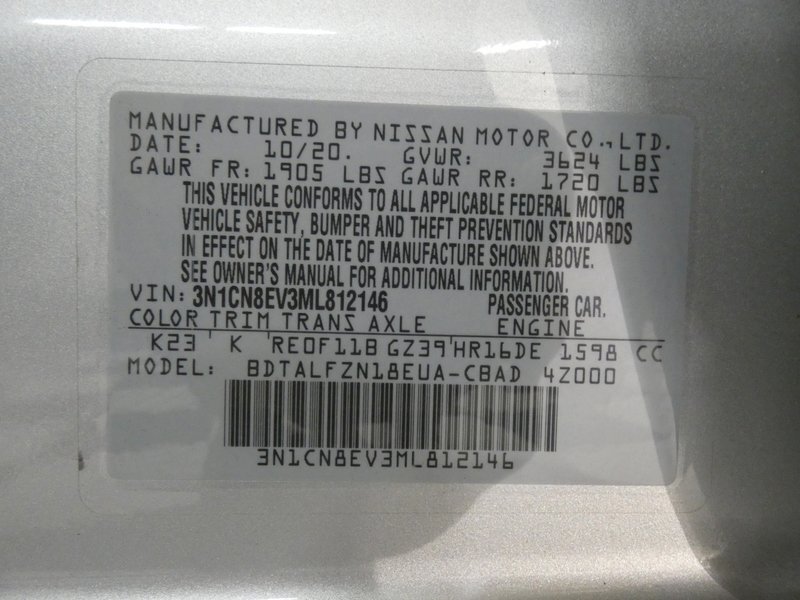 MANUFACTURED BY NISSAN MOTOR CO., LTD.
DATE: 10/20. GVWR: 3624 LBS
GAWR FR: 1905 LBS GAWR RR: 1720 LBS
THIS VEHICLE CONFORMS TO ALL APPLICABLE FEDERAL MOTOR
VEHICLE SAFETY, BUMPER AND THEFT PREVENTION STANDARDS
IN EFFECT ON THE DATE OF MANUFACTURE SHOWN ABOVE.
SEE OWNER'S MANUAL FOR ADDITIONAL INFORMATION.
VIN: 3N1CN8EV3ML812146 PASSENGER CAR.
COLOR TRIM TRANS AXLE ENGINE
K23 ' K 'RE0F11B GZ39'HR16DE 1598 CC
MODEL: BDTALFZN18EUA-CBAD 4Z000
3N1CN8EV3ML812146